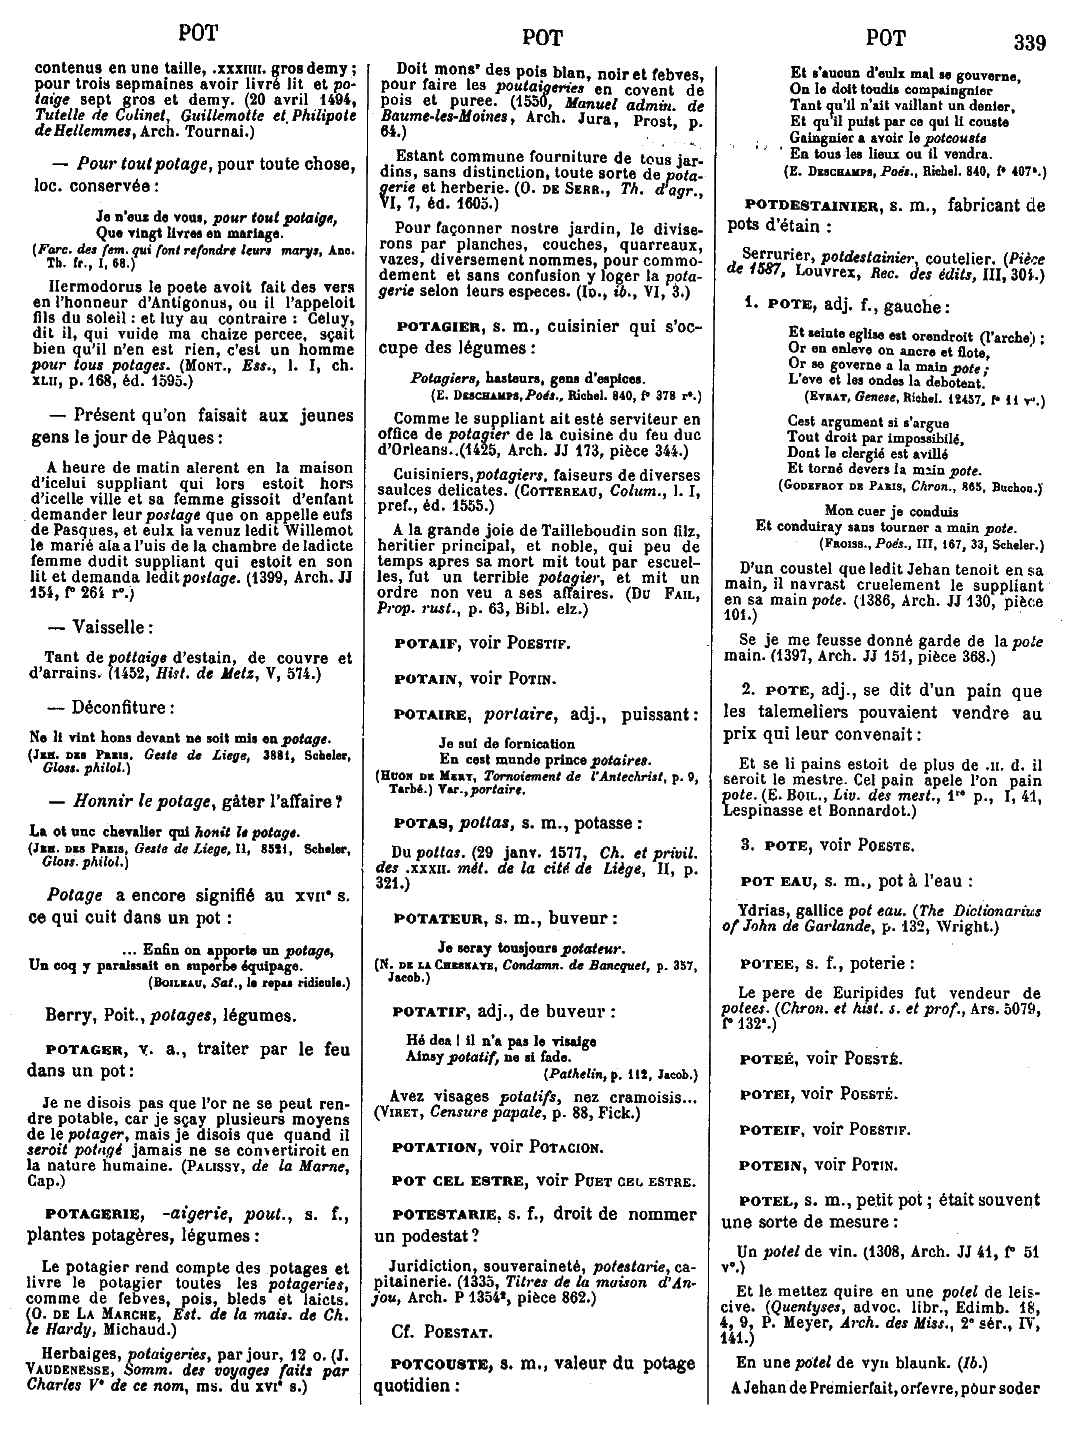 POT
POT
POT
339
contenus en une taille, .xxxiiii. gros demy ;
pour trois sepmaines avoir livré lit et po-
taige sept gros et demy. (20 avril 1494,
Tutelle de Colinet, Guillemotte et Philipote
de Hellemmes, Arch. Tournai.)
— Pour tout potage, pour toute chose,
loc. conservée :
Je n'eus de vous, pour tout potaige,
Que vingt livres en mariage.
(Farc. des fem. qui font refondre leurs marys, Anc.
Th. fr., I, 68.)
Hermodorus le poete avoit fait des vers
en l'honneur d'Antigonus, ou il l'appeloit
fils du soleil : et luy au contraire : Celuy,
dit il, qui vuide ma chaize percee, sçait
bien qu'il n'en est rien, c'est un homme
pour tous potages. (MONT., Ess., l. I, ch.
XLII, p. 168, éd. 1595.)
— Présent qu'on faisait aux jeunes
gens le jour de Pâques :
A heure de matin alerent en la maison
d'icelui suppliant qui lors estoit hors
d'icelle ville et sa femme gissoit d'enfant
demander leur postage que on appelle eufs
de Pasques, et eulx la venuz ledit Willemot
le marié ala a l'uis de la chambre de ladicte
femme dudit suppliant qui estoit en son
lit et demanda ledit postage. (1399, Arch. JJ
154, f° 264 r°.)
— Vaisselle :
Tant de pottaige d'estain, de couvre et
d'arrains. (1452, Hist. de Metz, V, 574.)
— Déconfiture :
Ne li vint hons devant ne soit mis en potage.
(JEH. DES PREIS, Geste de Liege, 3881, Scheler,
Gloss. philol.)
— Honnir le potage, gâter l'affaire ?
La ot unc chevalier qui honit le potage.
(JEH. DES PREIS, Geste de Liege, II, 8521, Scheler,
Gloss. philol.)
Potage a encore signifié au XVII° s.
ce qui cuit dans un pot :
... Enfin on apporte un potage,
Un coq y paraissait en superbe équipage.
(BOILEAU, Sat., le repas ridicule.)
Berry, Poit., potages, légumes.
POTAGER, v. a., traiter par le feu
dans un pot :
Je ne disois pas que l'or ne se peut ren-
dre potable, car je sçay plusieurs moyens
de le potager, mais je disois que quand il
seroit potagé jamais ne se convertiroit en
la nature humaine. (PALISSY, de la Marne,
Cap.)
POTAGERIE, -aigerie, pout., s. f.,
plantes potagères, légumes :
Le potagier rend compte des potages et
livre le potagier toutes les potageries,
comme de febves, pois, bleds et laicts.
(O. DE LA MARCHE, Est. de la mais. de Ch.
le Hardy, Michaud.)
Herbaiges, potaigeries, par jour, 12 o. (J.
VAUDENESSE, Somm. des voyages faits par
Charles V° de ce nom, ms. du XVI° s.)
Doit monsr des pois blan, noir et febves,
pour faire les poutaigeries en covent de
pois et puree. (1550, Manuel admin. de
Baume-les-Moines, Arch. Jura, Prost, p.
64.)
Estant commune fourniture de tous jar-
dins, sans distinction, toute sorte de pota-
gerie et herberie. (O. DE SERR., Th. d'agr.,
VI, 7, éd. 1605.)
Pour façonner nostre jardin, le divise-
rons par planches, couches, quarreaux,
vazes, diversement nommes, pour commo-
dement et sans confusion y loger la pota-
gerie selon leurs especes. (ID., ib., VI, 3.)
POTAGIER, s. m., cuisinier qui s'oc-
cupe des légumes :
Potagiers, hasteurs, gens d'espices.
(E. DESCHAMPS, Poés., Richel. 840, f° 378 r°.)
Comme le suppliant ait esté serviteur en
office de potagier de la cuisine du feu duc
d'Orleans..(1425, Arch. JJ 173, pièce 344.)
Cuisiniers, potagiers, faiseurs de diverses
saulces delicates. (COTTEREAU, Colum., l. I,
pref., éd. 1555.)
A la grande joie de Tailleboudin son filz,
heritier principal, et noble, qui peu de
temps apres sa mort mit tout par escuel-
les, fut un terrible potagier, et mit un
ordre non veu a ses affaires. (DU FAIL,
Prop. rust., p. 63, Bibl. elz.)
POTAIF, voir POESTIF.
POTAIN, voir POTIN.
POTAIRE, portaire, adj., puissant :
Je sui de fornication
En cest munde prince potaires.
(HUON DE MERY, Tornoiement de l'Antechrist, p. 9,
Tarbé.) Var., portaire.
POTAS, pottas, s. m., potasse :
Du pottas. (29 janv. 1577, Ch. et privil.
des .XXXII. mét. de la cité de Liège, II, p.
321.)
POTATEUR, s. m., buveur :
Je seray tousjours potateur.
(N. DE LA CHESNAYE, Condamn. de Bancquet, p. 357,
Jacob.)
POTATIF, adj., de buveur :
Hé dea ! il n'a pas le visaige
Ainsy potatif, ne si fade.
(Pathelin, p. 112, Jacob.)
Avez visages potatifs, nez cramoisis...
(VIRET, Censure papale, p. 88, Fick.)
POTATION, voir POTACION.
POT CEL ESTRE, voir PUET CEL ESTRE.
POTESTARIE, s. f., droit de nommer
un podestat ?
Juridiction, souveraineté, potestarie, ca-
pitainerie. (1335, Titres de la maison d'An-
jou, Arch. P 1354², pièce 862.)
Cf. POESTAT.
POTCOUSTE, s. m., valeur du potage
quotidien :
Et s'aucun d'eulx mal se gouverne,
On le doit toudis compaingnier
Tant qu'il n'ait vaillant un denier,
Et qu'il puist par ce qui li couste
Gaingnier a avoir le potcouste
En tous les lieux ou il vendra.
(E. DESCHAMPS, Poés., Richel. 840, f° 407ª.)
POTDESTAINIER, s. m., fabricant de
pots d'étain :
Serrurier, potdestainier, coutelier. (Pièce
de 1587, Louvrex, Rec. des édits, III, 304.)
1. POTE, adj. f., gauche :
Et seinte eglise est orendroit (l'arche) :
Or en enleve on ancre et flote,
Or se governe a la main pote ;
L'eve et les ondes la debotent.
(EVRAT, Genese, Richel. 12457, f° 11 v°.)
Cest argument si s'argue
Tout droit par impossibilé,
Dont le clergié est avillé
Et torné devers la main pote.
(GODEFROY DE PARIS, Chron., 865, Buchon.)
Mon cuer je conduis
Et conduiray sans tourner a main pote.
(FROISS., Poés., III, 167, 33, Scheler.)
D'un coustel que ledit Jehan tenoit en sa
main, il navrast cruelement le suppliant
en sa main pote. (1386, Arch. JJ 130, pièce
101.)
Se je me feusse donné garde de la pote
main. (1397, Arch. JJ 151, pièce 368.)
2. POTE, adj., se dit d'un pain que
les talemeliers pouvaient vendre au
prix qui leur convenait :
Et se li pains estoit de plus de .II. d. il
seroit le mestre. Cel pain apele l'on pain
pote. (E. BOIL., Liv. des mest., 1re p., I, 41,
Lespinasse et Bonnardot.)
3. POTE, voir POESTE.
POT EAU, s. m., pot à l'eau :
Ydrias, gallice pot eau. (The Dictionarius
of John de Garlande, p. 132, Wright.)
POTEE, s. f., poterie :
Le pere de Euripides fut vendeur de
potees. (Chron. et hist. s. et prof., Ars. 5079,
f° 132ª.)
POTEÉ, voir POESTÉ.
POTEI, voir POESTÉ.
POTEIF, voir POESTIF.
POTEIN, voir POTIN.
POTEL, s. m., petit pot ; était souvent
une sorte de mesure :
Un potel de vin. (1308, Arch. JJ 41, f° 51
v°.)
Et le mettez quire en une potel de leis-
cive. (Quentyses, advoc. libr., Edimb. 18,
4, 9, P. Meyer, Arch. des Miss., 2° sér., IV,
141.)
En une potel de vyn blaunk. (Ib.)
A Jehan de Premierfait, orfevre, pour soder